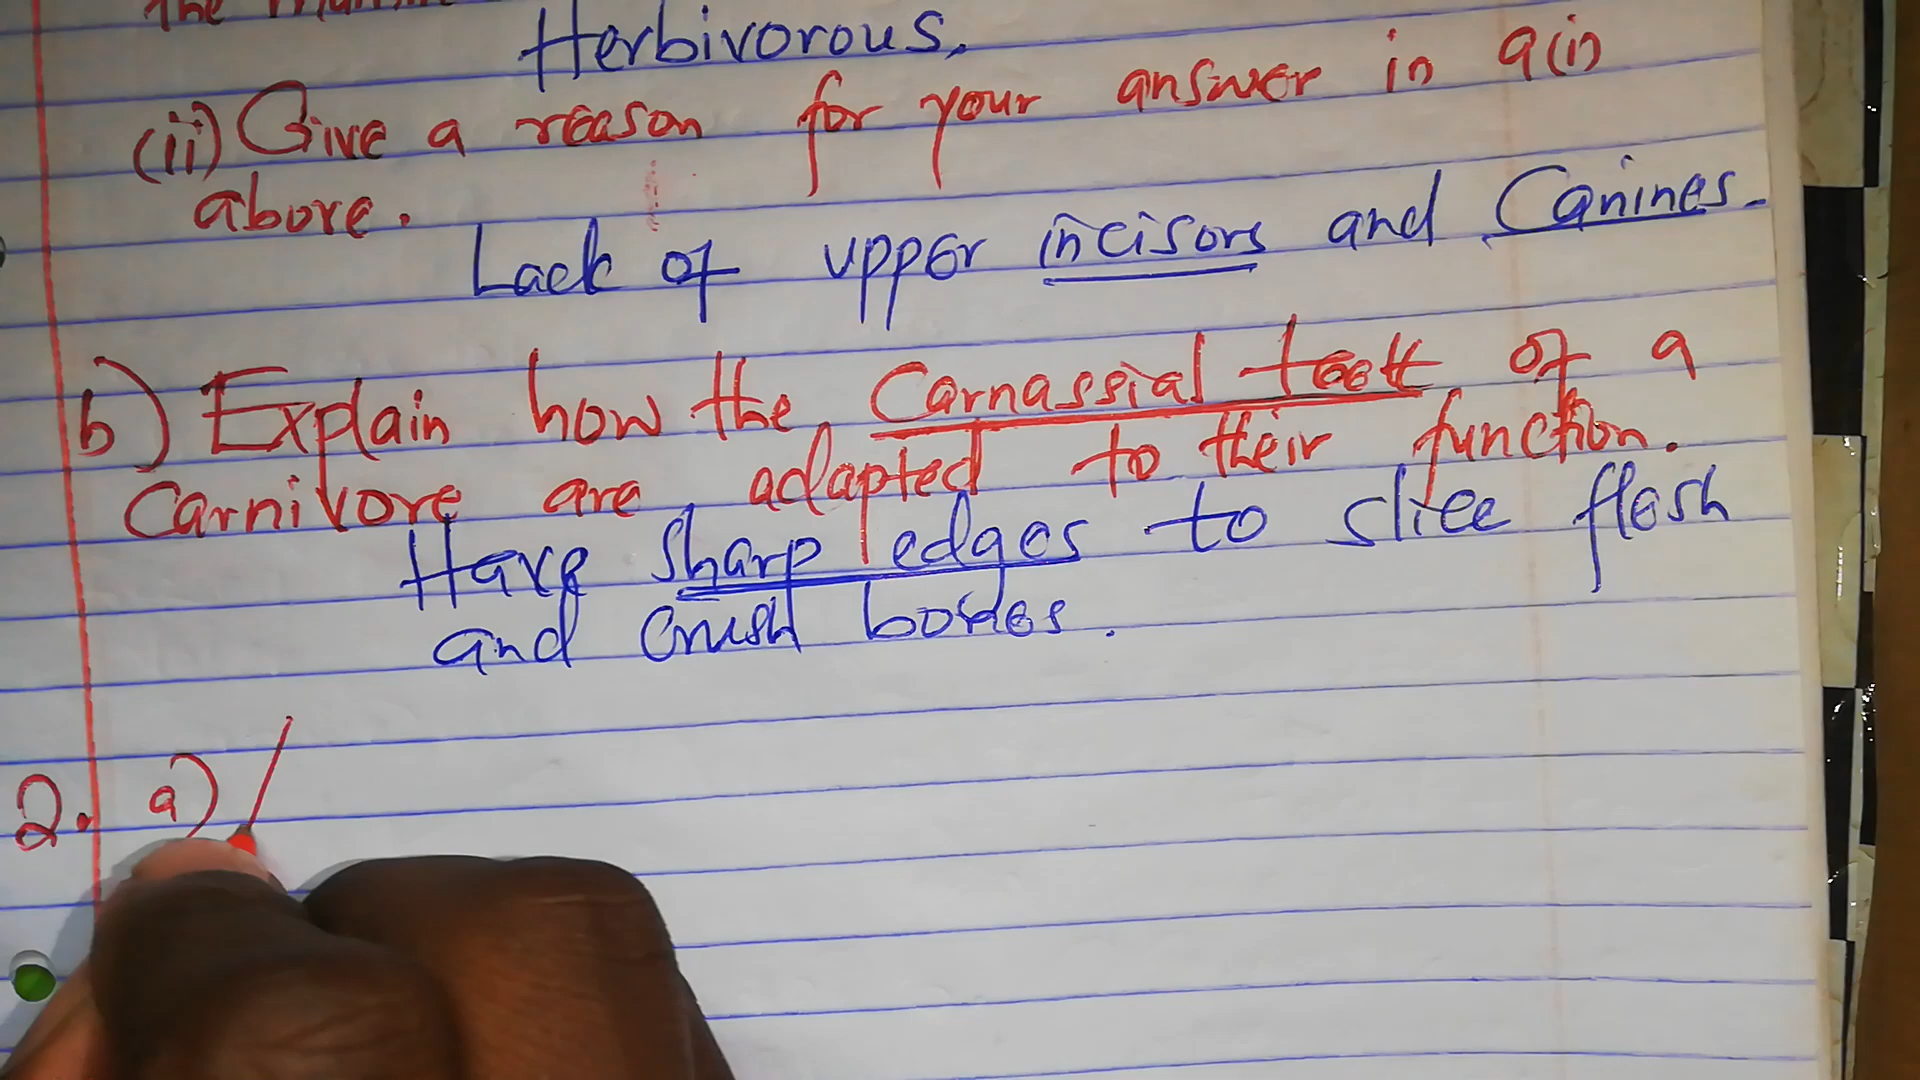 The
Herbivorous.
(ii) Give a reason for your answer in a(i)
above.
Lack of upper incisors and Canines.
b) Explain how the Carnassial teeth of a
Carnivore are adapted to their function.
Have sharp edges to slice flesh
and crush bones.
2. a)